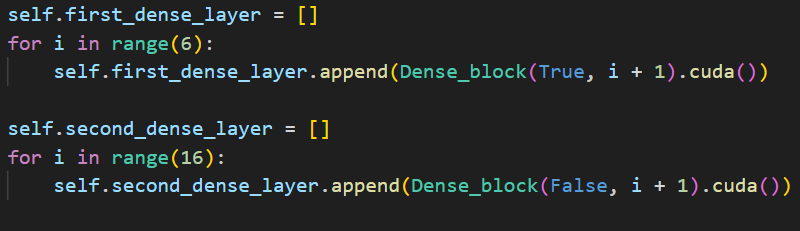 self.first_dense_layer = []
for i in range(6):
    self.first_dense_layer.append(Dense_block(True, i + 1).cuda())

self.second_dense_layer = []
for i in range(16):
    self.second_dense_layer.append(Dense_block(False, i + 1).cuda())